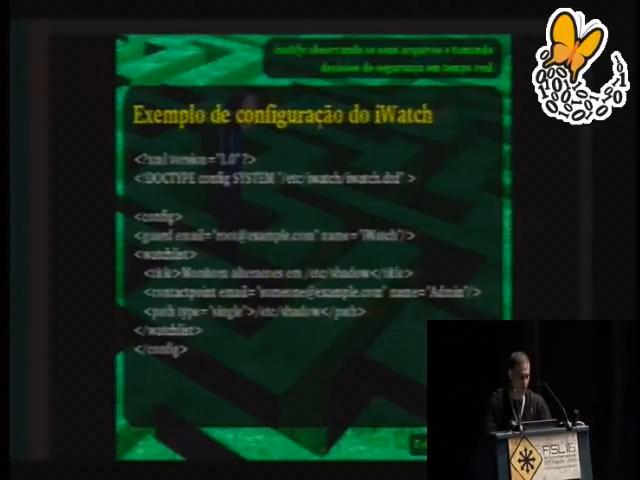 inotify: observando os seus arquivos e tomando
decisões de segurança em tempo real
Exemplo de configuração do iWatch
<?xml version="1.0" ?>
<!DOCTYPE config SYSTEM "/etc/iwatch/iwatch.dtd" >
<config>
<guard email="root@example.com" name="iWatch"/>
<watchlist>
<title>Monitora alteracoes em /etc/shadow</title>
<contactpoint email="someone@example.com" name="Admin"/>
<path type="single">/etc/shadow</path>
</watchlist>
</config>
FISL16